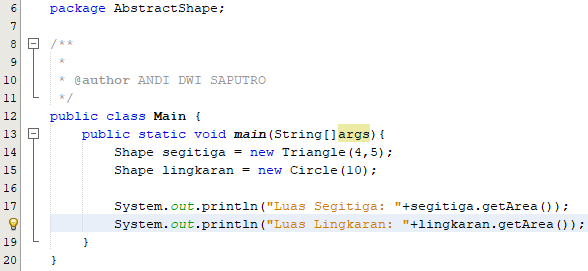 6 package AbstractShape;
7
8 /**
9 *
10 * @author ANDI DWI SAPUTRO
11 */
12 public class Main {
13 public static void main(String[]args){
14 Shape segitiga = new Triangle(4,5);
15 Shape lingkaran = new Circle(10);
16
17 System.out.println("Luas Segitiga: "+segitiga.getArea());
System.out.println("Luas Lingkaran: "+lingkaran.getArea());
19 }
20 }